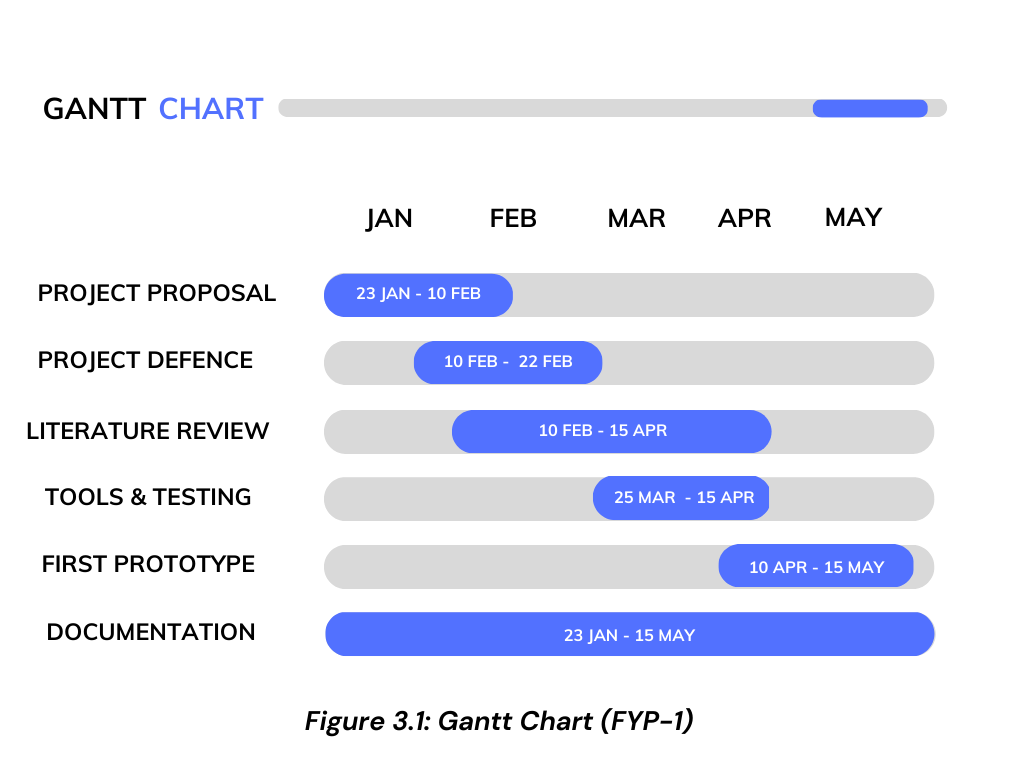 GANTT CHART
JAN FEB MAR APR MAY
PROJECT PROPOSAL 23 JAN - 10 FEB
PROJECT DEFENCE 10 FEB - 22 FEB
LITERATURE REVIEW 10 FEB - 15 APR
TOOLS & TESTING 25 MAR - 15 APR
FIRST PROTOTYPE 10 APR - 15 MAY
DOCUMENTATION 23 JAN - 15 MAY
Figure 3.1: Gantt Chart (FYP-1)